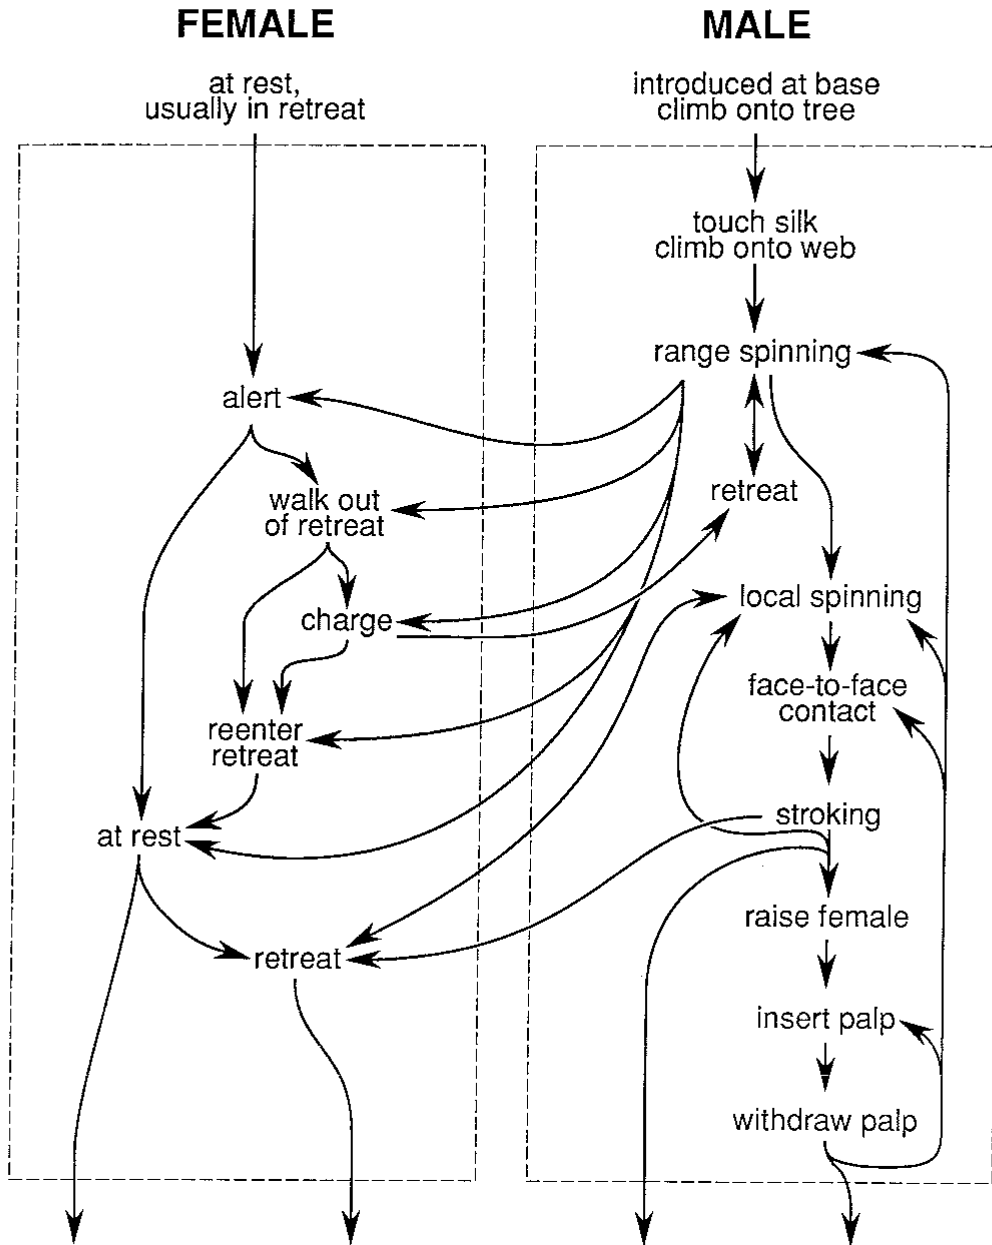 FEMALE
at rest,
usually in retreat
alert
walk out
of retreat
charge
reenter
retreat
at rest
retreat
MALE
introduced at base
climb onto tree
touch silk
climb onto web
range spinning
retreat
local spinning
face-to-face
contact
stroking
raise female
insert palp
withdraw palp